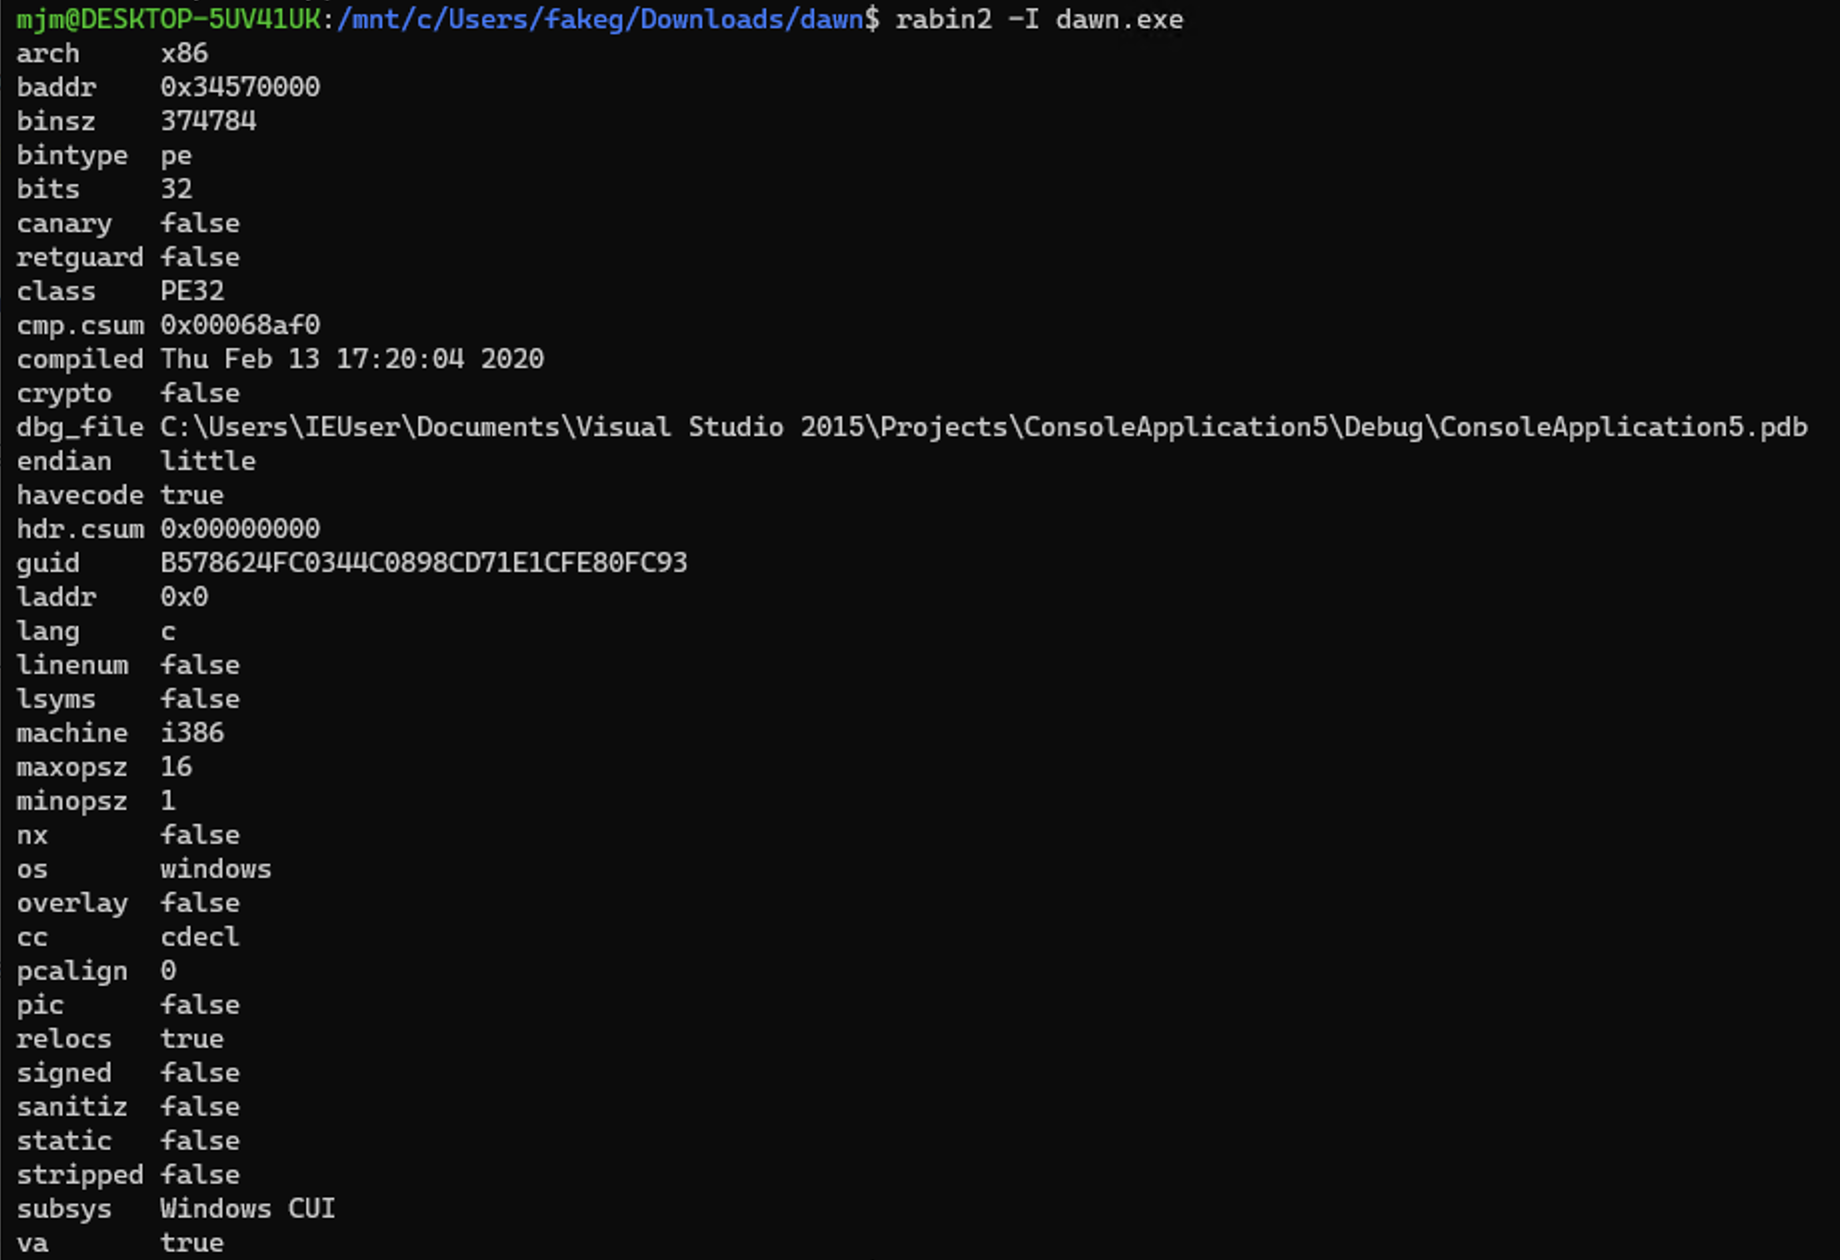 mjm@DESKTOP-5UV41UK:/mnt/c/Users/fakeg/Downloads/dawn$ rabin2 -I dawn.exe
arch     x86
baddr    0x34570000
binsz    374784
bintype  pe
bits     32
canary   false
retguard false
class    PE32
cmp.csum 0x00068af0
compiled Thu Feb 13 17:20:04 2020
crypto   false
dbg_file C:\Users\IEUser\Documents\Visual Studio 2015\Projects\ConsoleApplication5\Debug\ConsoleApplication5.pdb
endian   little
havecode true
hdr.csum 0x00000000
guid     B578624FC0344C0898CD71E1CFE80FC93
laddr    0x0
lang     c
linenum  false
lsyms    false
machine  i386
maxopsz  16
minopsz  1
nx       false
os       windows
overlay  false
cc       cdecl
pcalign  0
pic      false
relocs   true
signed   false
sanitiz  false
static   false
stripped false
subsys   Windows CUI
va       true